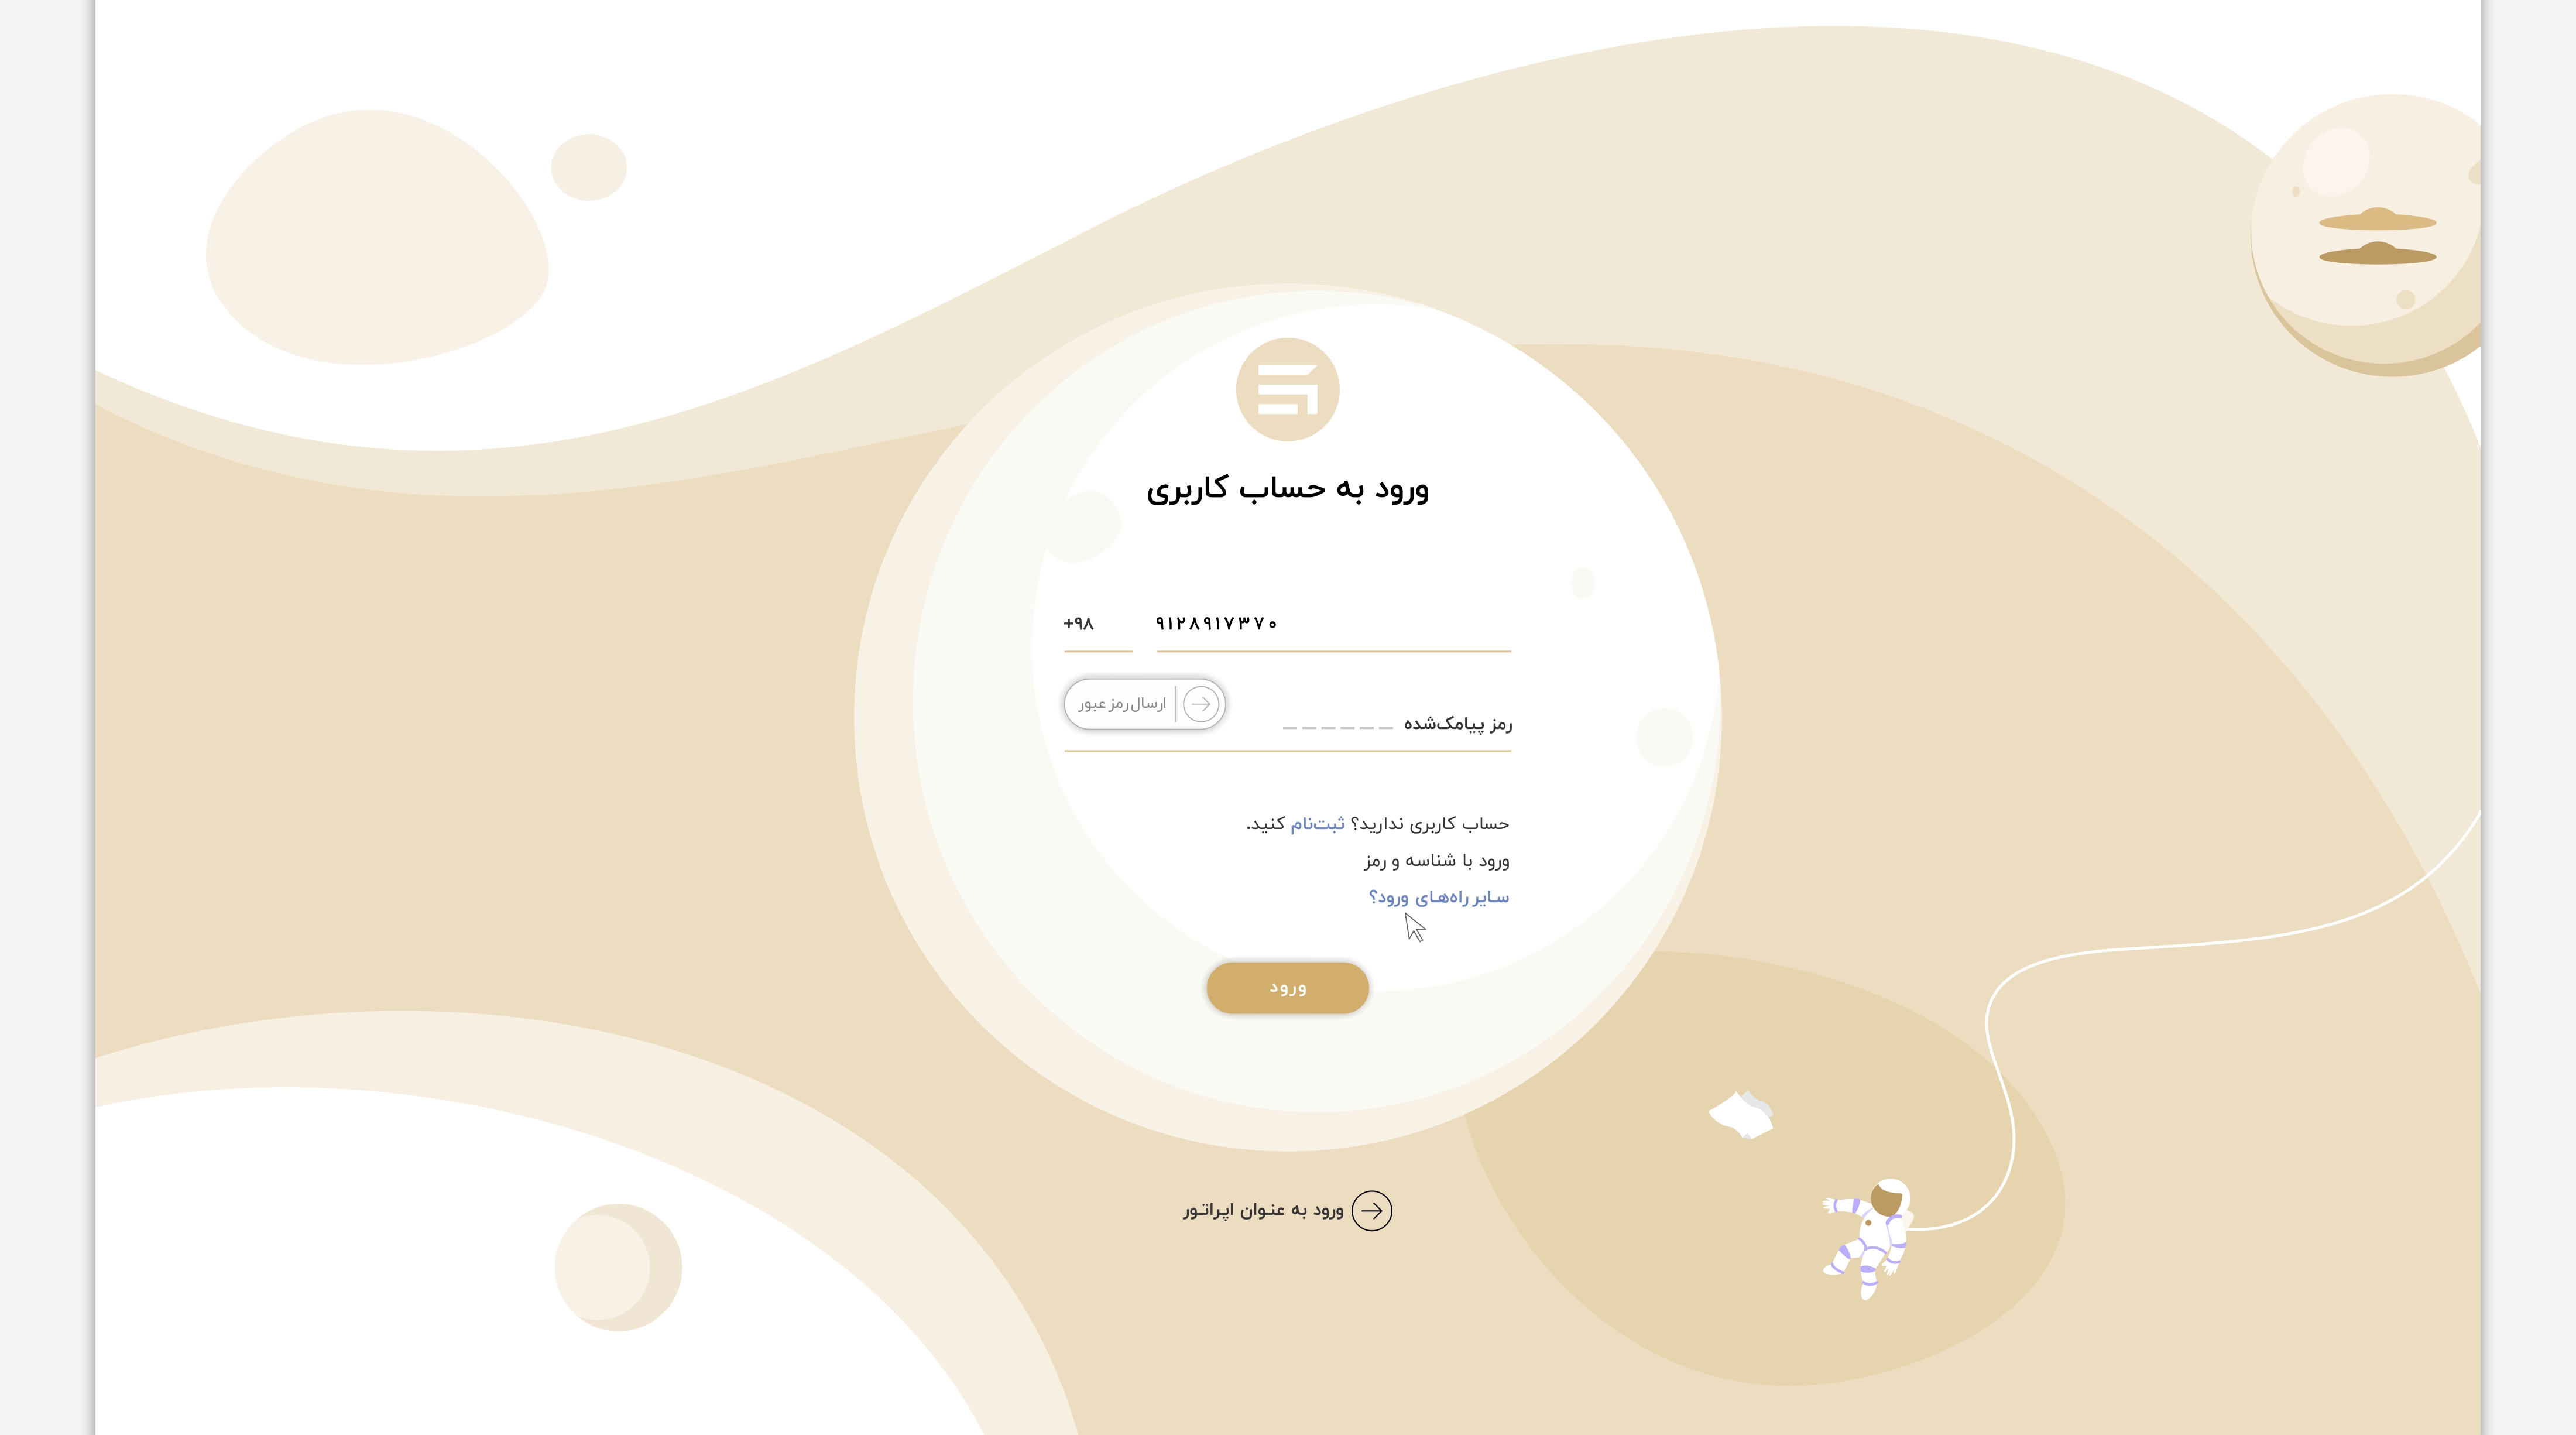 ورود به حساب کاربری
+۹۸ ۹۱۲۸۹۱۷۳۷۰
رمز پیامک‌شده _ _ _ _ _ _ ارسال رمز عبور
حساب کاربری ندارید؟ ثبت‌نام کنید.
ورود با شناسه و رمز
سایر راه‌های ورود؟
ورود
ورود به عنوان اپراتور